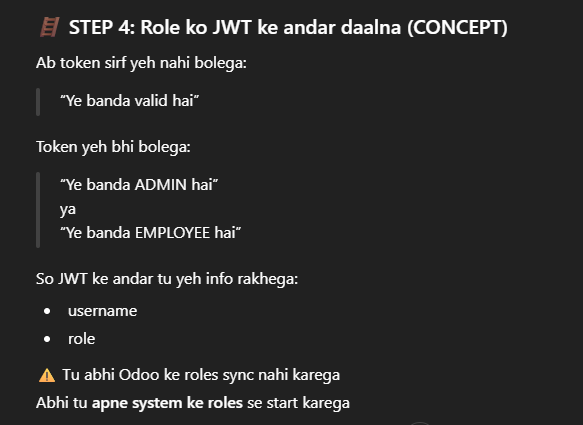 🪜 STEP 4: Role ko JWT ke andar daalna (CONCEPT)
Ab token sirf yeh nahi bolega:
“Ye banda valid hai”
Token yeh bhi bolega:
“Ye banda ADMIN hai”
ya
“Ye banda EMPLOYEE hai”
So JWT ke andar tu yeh info rakhega:
• username
• role
⚠️ Tu abhi Odoo ke roles sync nahi karega
Abhi tu apne system ke roles se start karega